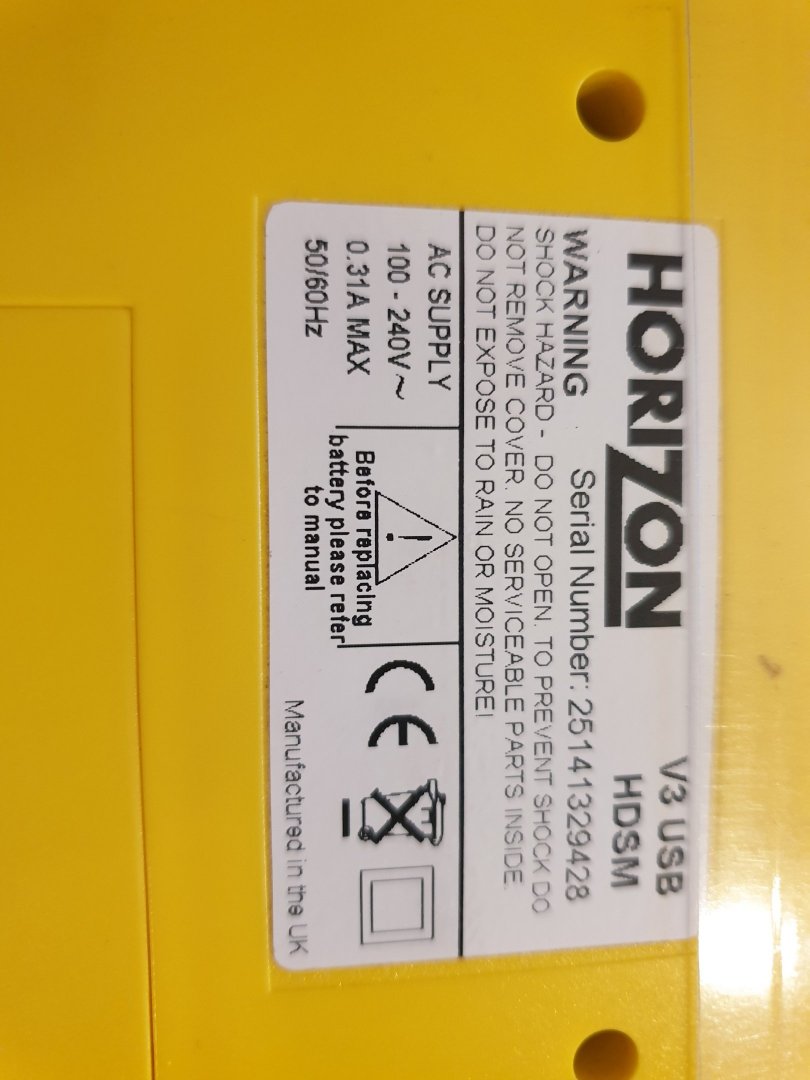 HORIZON
V3 USB
HDSM
WARNING
Serial Number: 25141329428
SHOCK HAZARD - DO NOT OPEN. TO PREVENT SHOCK DO
NOT REMOVE COVER. NO SERVICEABLE PARTS INSIDE.
DO NOT EXPOSE TO RAIN OR MOISTURE!
AC SUPPLY
100 - 240V~
0.31A MAX
50/60Hz
!
Before replacing
battery please refer
to manual
CE
Manufactured in the UK